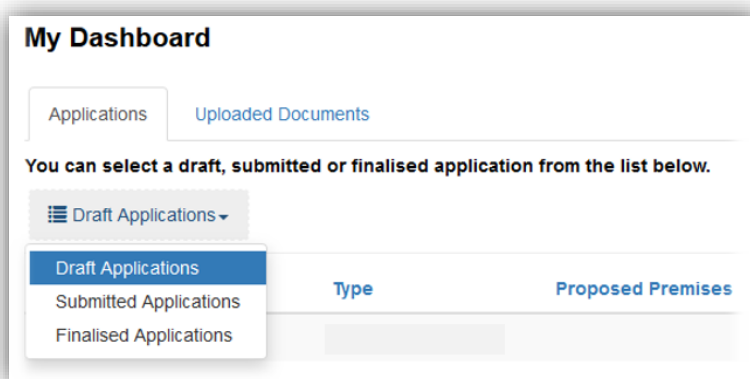 My Dashboard
Applications Uploaded Documents
You can select a draft, submitted or finalised application from the list below.
Draft Applications
Draft Applications
Type Proposed Premises
Submitted Applications
Finalised Applications